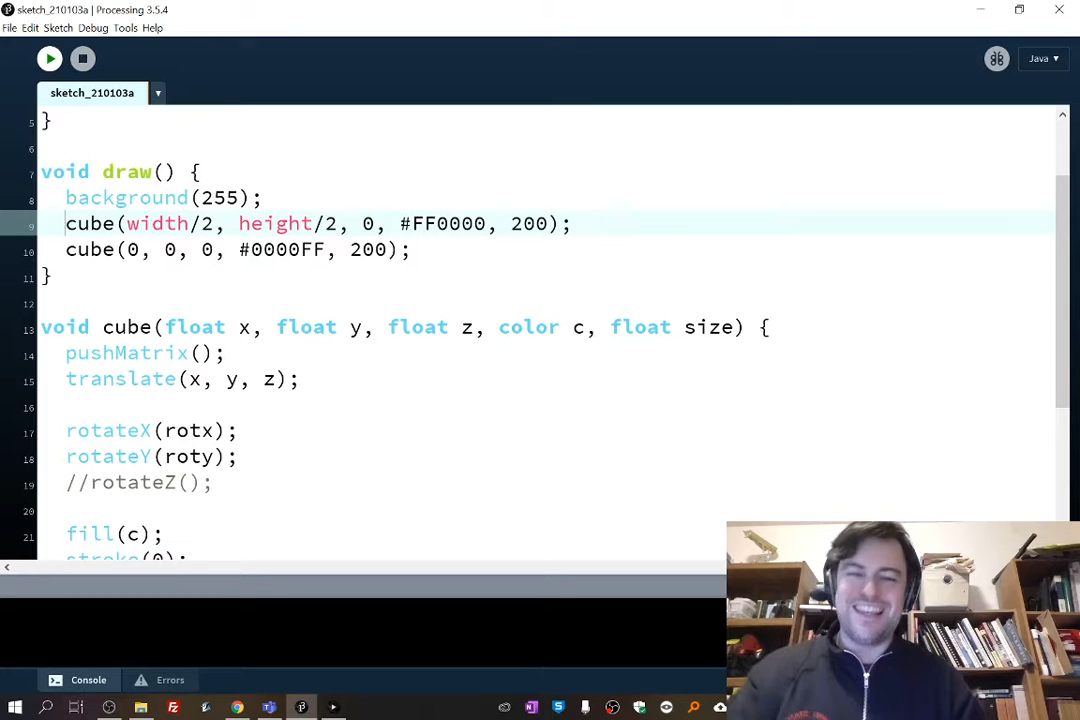 sketch_210103a | Processing 3.5.4
File Edit Sketch Debug Tools Help
Java ▾
sketch_210103a ▾
5 }
6
7 void draw() {
8 background(255);
9 cube(width/2, height/2, 0, #FF0000, 200);
10 cube(0, 0, 0, #0000FF, 200);
11 }
12
13 void cube(float x, float y, float z, color c, float size) {
14 pushMatrix();
15 translate(x, y, z);
16
17 rotateX(rotx);
18 rotateY(roty);
19 //rotateZ();
20
21 fill(c);
stroke(0);
Console Errors